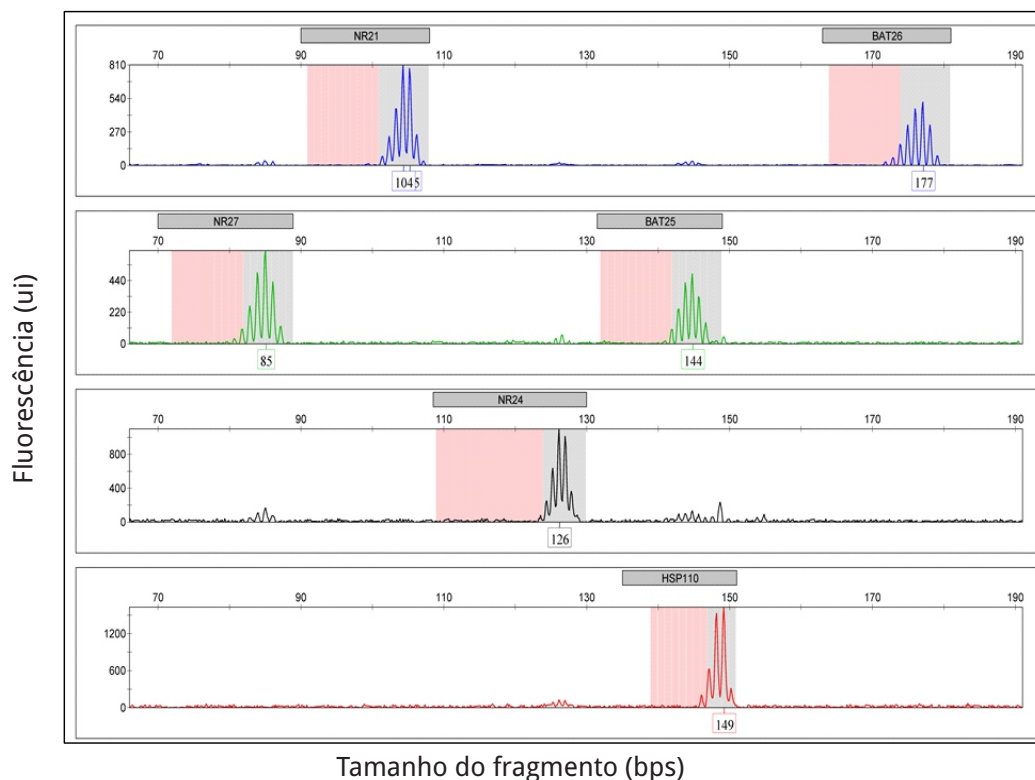 NR21 BAT26
70 90 110 130 150 170 190
810
540
270
0
1045 177
NR27 BAT25
70 90 110 130 150 170 190
440
220
0
85 144
NR24
70 90 110 130 150 170 190
800
400
0
126
HSP110
70 90 110 130 150 170 190
1200
600
0
149
Fluorescência (ui)
Tamanho do fragmento (bps)